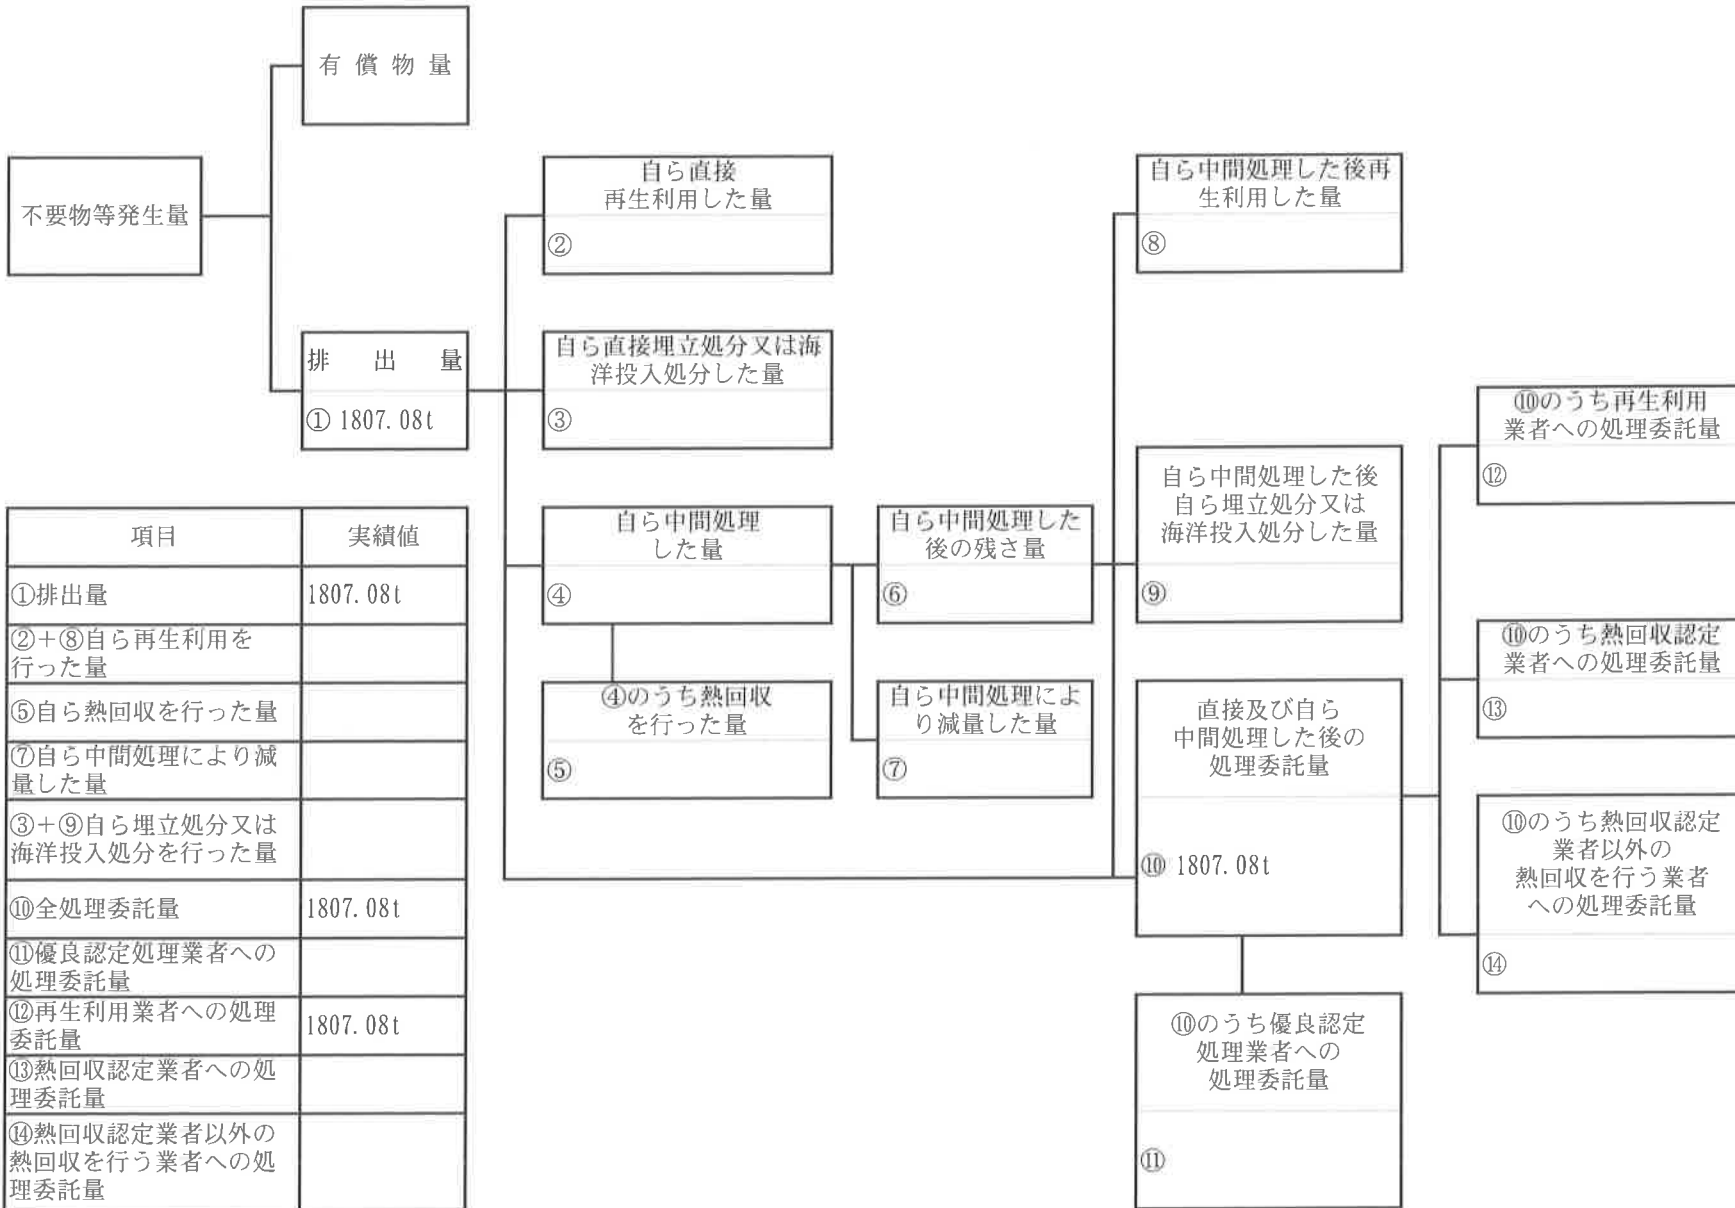 有 償 物 量
不要物等発生量
排 出 量
① 1807.08t
自ら直接
再生利用した量
②
自ら直接埋立処分又は海
洋投入処分した量
③
自ら中間処理
した量
④
④のうち熱回収
を行った量
⑤
自ら中間処理した
後の残さ量
⑥
自ら中間処理によ
り減量した量
⑦
自ら中間処理した後再
生利用した量
⑧
自ら中間処理した後
自ら埋立処分又は
海洋投入処分した量
⑨
直接及び自ら
中間処理した後の
処理委託量
⑩ 1807.08t
⑩のうち優良認定
処理業者への
処理委託量
⑪
⑩のうち再生利用
業者への処理委託量
⑫
⑩のうち熱回収認定
業者への処理委託量
⑬
⑩のうち熱回収認定
業者以外の
熱回収を行う業者
への処理委託量
⑭
項目 実績値
①排出量 1807.08t
②+⑧自ら再生利用を
行った量
⑤自ら熱回収を行った量
⑦自ら中間処理により減
量した量
③+⑨自ら埋立処分又は
海洋投入処分を行った量
⑩全処理委託量 1807.08t
⑪優良認定処理業者への
処理委託量
⑫再生利用業者への処理
委託量 1807.08t
⑬熱回収認定業者への処
理委託量
⑭熱回収認定業者以外の
熱回収を行う業者への処
理委託量